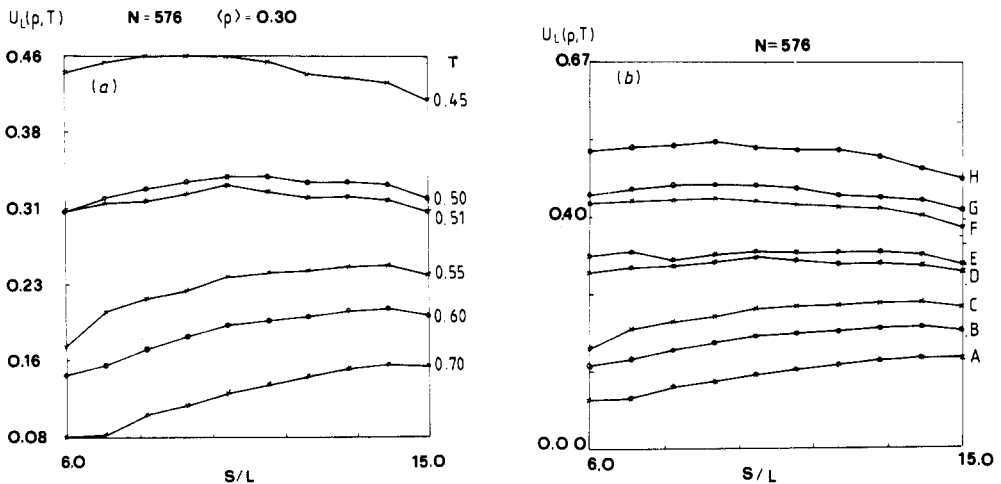 U_L(p,T) N = 576 ⟨p⟩ = 0.30
0.46
T
(a)
0.45
0.38
0.31
0.50
0.51
0.23
0.55
0.60
0.16
0.70
0.08
6.0
15.0
S/L
U_L(p,T)
N=576
0.67
(b)
H
G
0.40
F
E
D
C
B
A
0.00
6.0
15.0
S/L